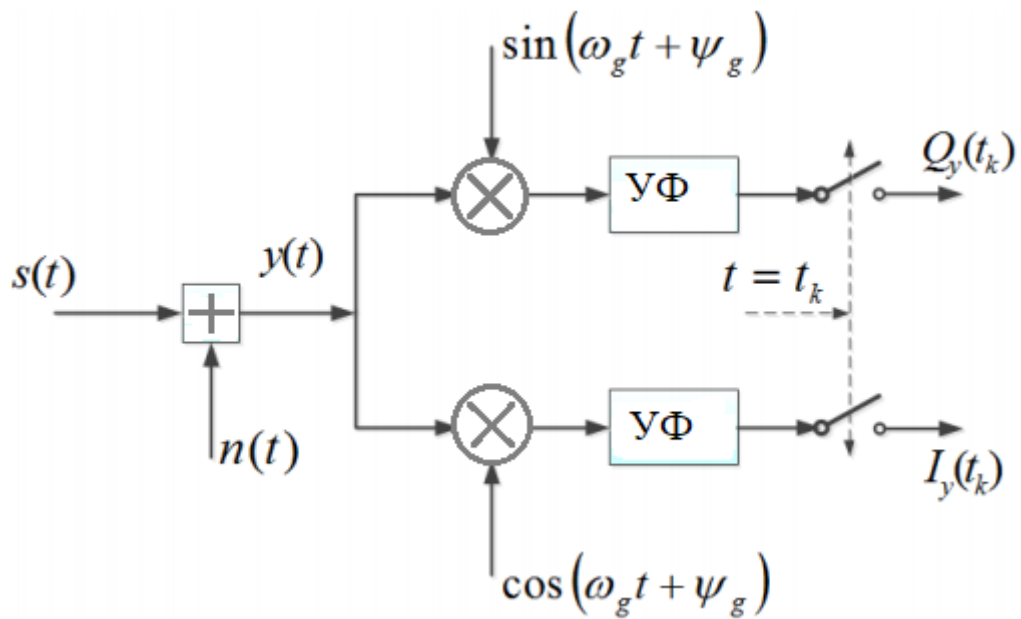 sin(ω_g t + ψ_g)
УФ
Q_y(t_k)
y(t)
s(t)
t = t_k
+
n(t)
УФ
I_y(t_k)
cos(ω_g t + ψ_g)